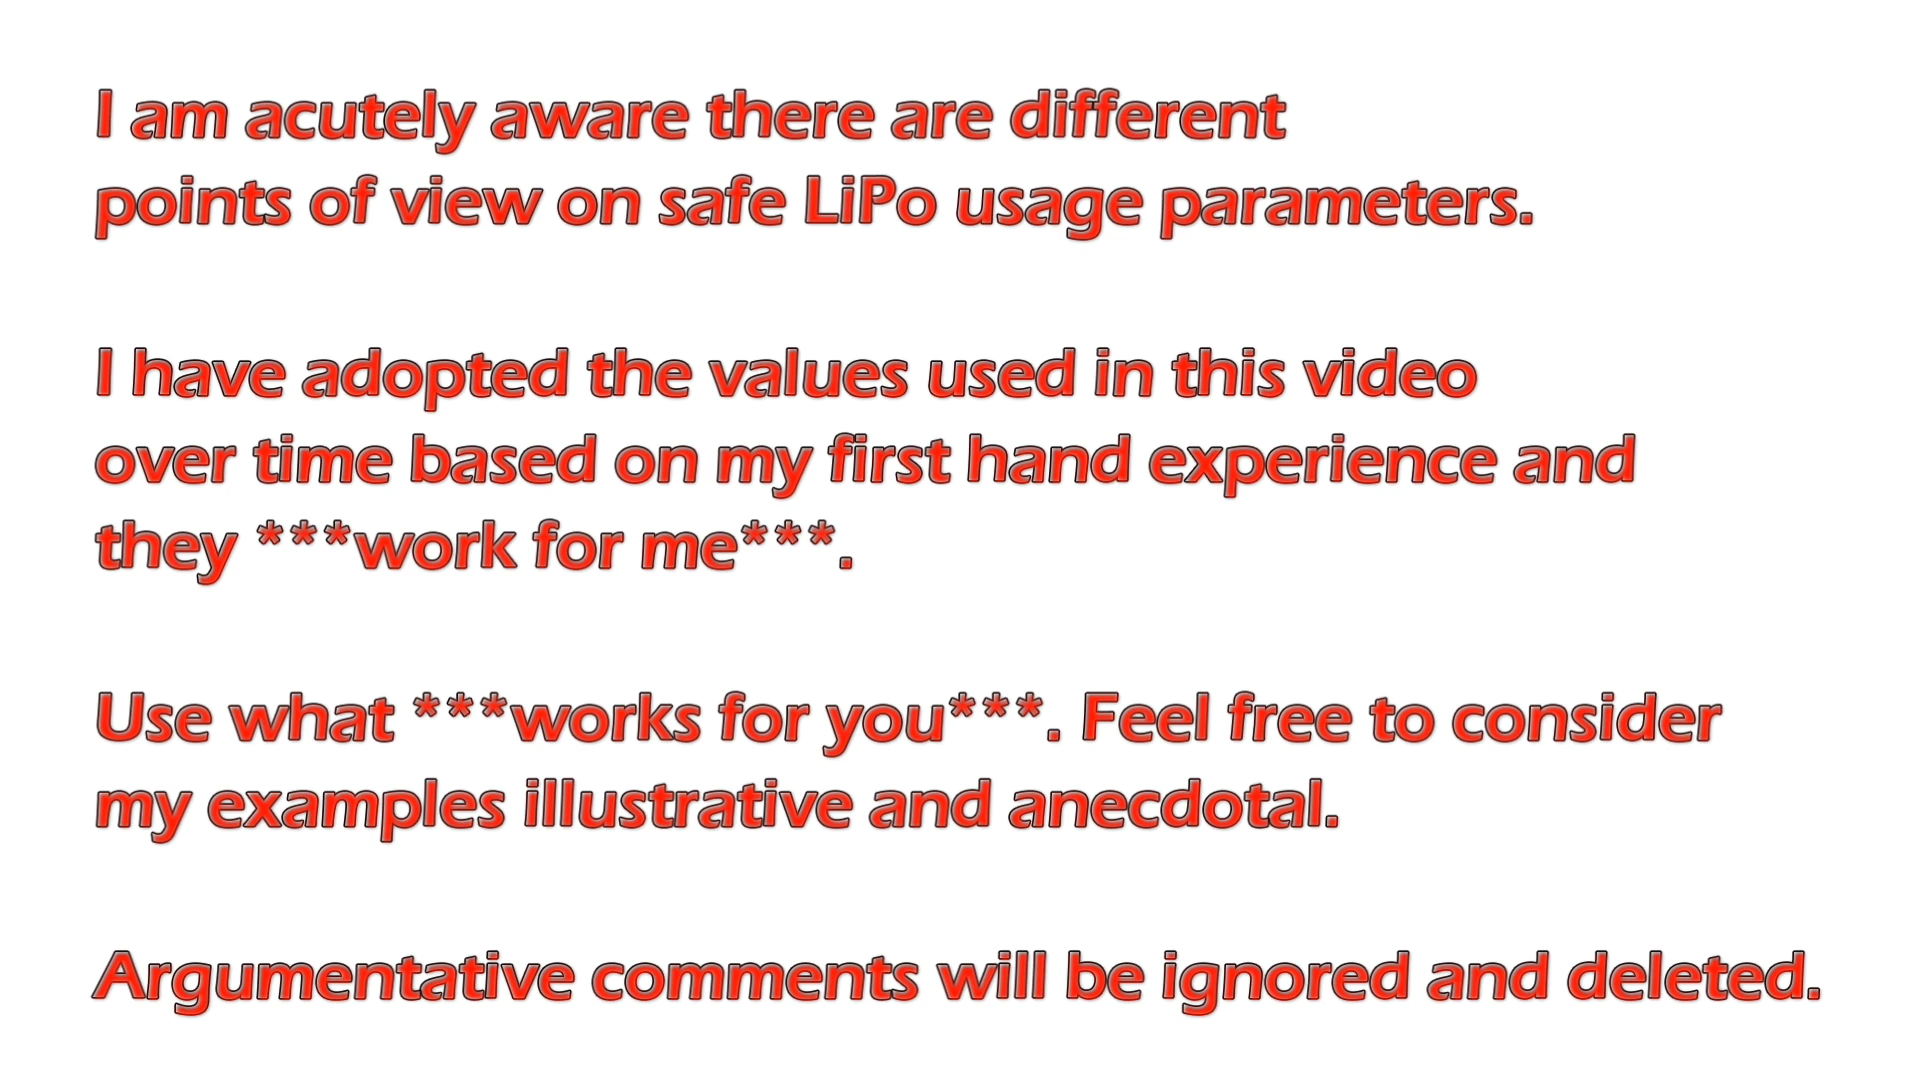 I am acutely aware there are different
points of view on safe LiPo usage parameters.
I have adopted the values used in this video
over time based on my first hand experience and
they ***work for me***.
Use what ***works for you***. Feel free to consider
my examples illustrative and anecdotal.
Argumentative comments will be ignored and deleted.